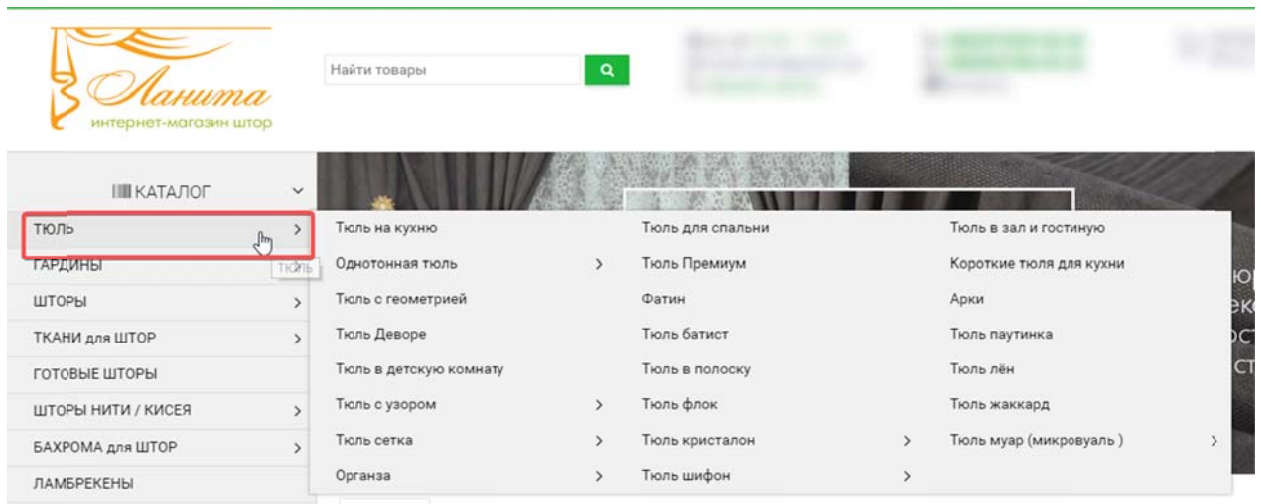 Ланита
интернет-магазин штор
Найти товары
КАТАЛОГ
ТЮЛЬ
ГАРДИНЫ
ТЮЛЬ
ШТОРЫ
ТКАНИ для ШТОР
ГОТОВЫЕ ШТОРЫ
ШТОРЫ НИТИ / КИСЕЯ
БАХРОМА для ШТОР
ЛАМБРЕКЕНЫ
Тюль на кухню
Тюль для спальни
Тюль в зал и гостиную
Однотонная тюль
Тюль Премиум
Короткие тюля для кухни
Тюль с геометрией
Фатин
Арки
Тюль Деворе
Тюль батист
Тюль паутинка
Тюль в детскую комнату
Тюль в полоску
Тюль лён
Тюль с узором
Тюль флок
Тюль жаккард
Тюль сетка
Тюль кристалон
Тюль муар (микровуаль )
Органза
Тюль шифон